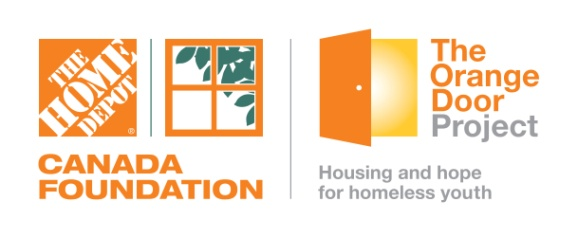 THE
HOME
DEPOT
®
CANADA
FOUNDATION
The
Orange
Door
Project
Housing and hope
for homeless youth